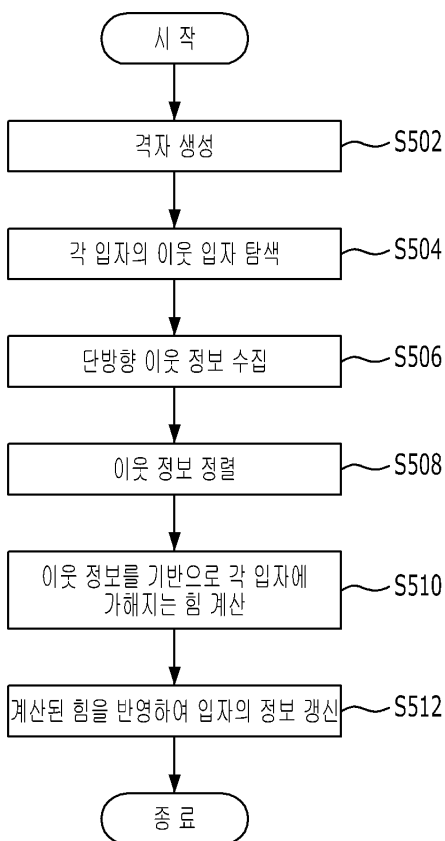 시 작
격자 생성
S502
각 입자의 이웃 입자 탐색
S504
단방향 이웃 정보 수집
S506
이웃 정보 정렬
S508
이웃 정보를 기반으로 각 입자에
가해지는 힘 계산
S510
계산된 힘을 반영하여 입자의 정보 갱신
S512
종 료